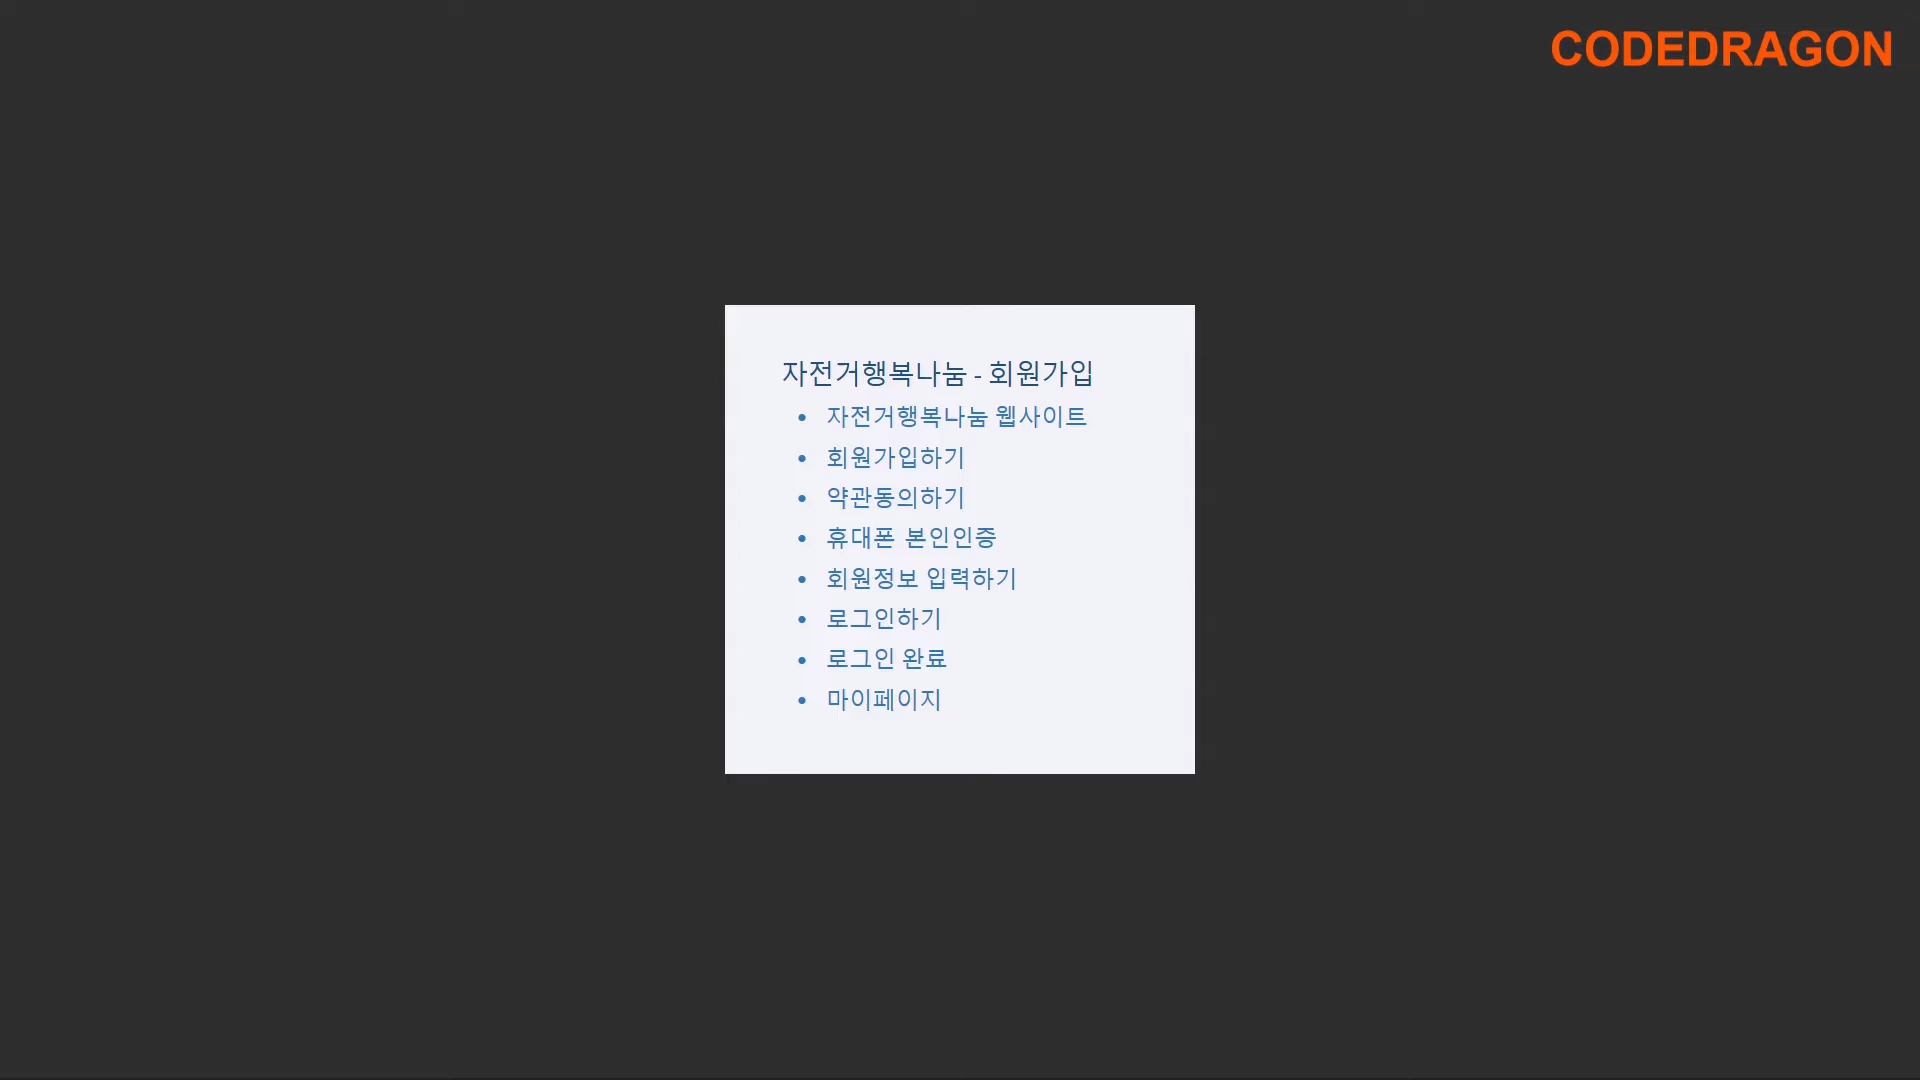 CODEDRAGON
자전거행복나눔 - 회원가입
• 자전거행복나눔 웹사이트
• 회원가입하기
• 약관동의하기
• 휴대폰 본인인증
• 회원정보 입력하기
• 로그인하기
• 로그인 완료
• 마이페이지